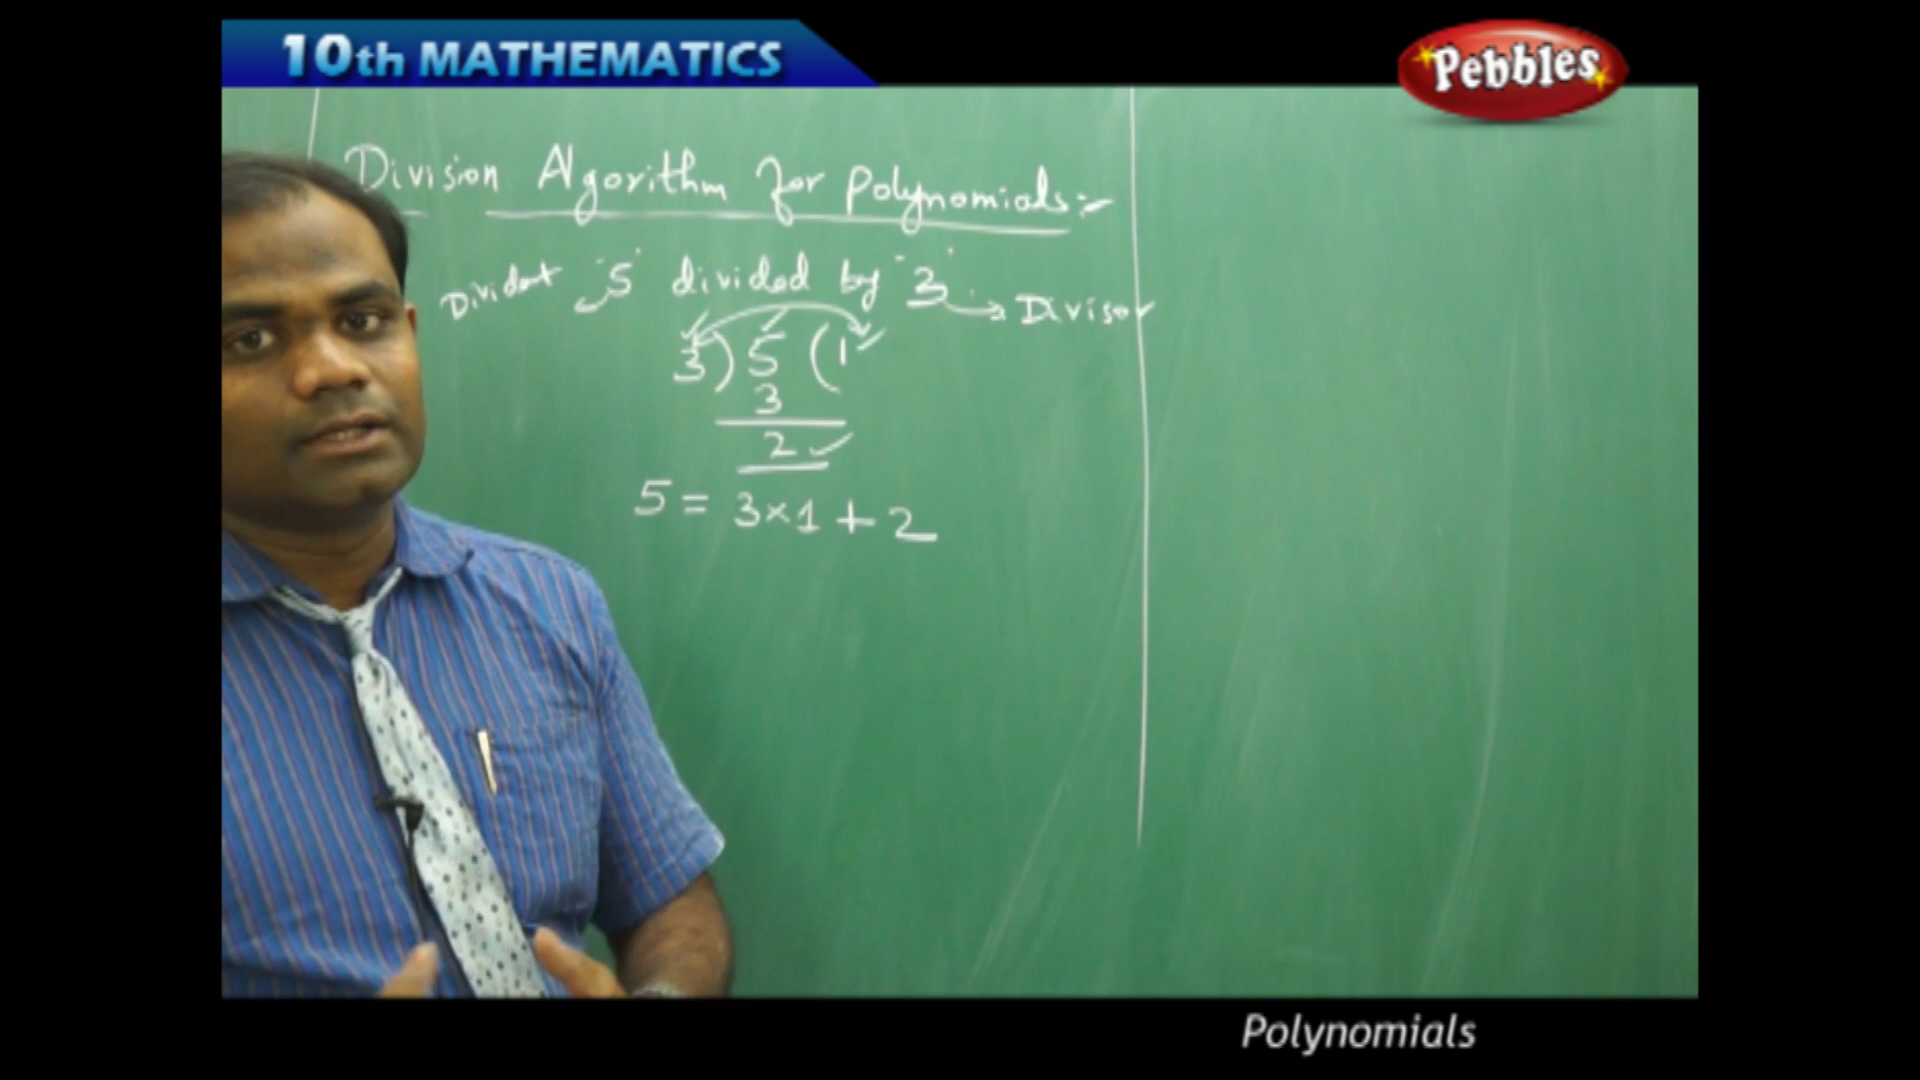 10th MATHEMATICS
Pebbles
Division Algorithm for Polynomials:-
Dividet "5" divided by "3" → Divisor
3) 5 (1
3
2
5 = 3×1 + 2
Polynomials